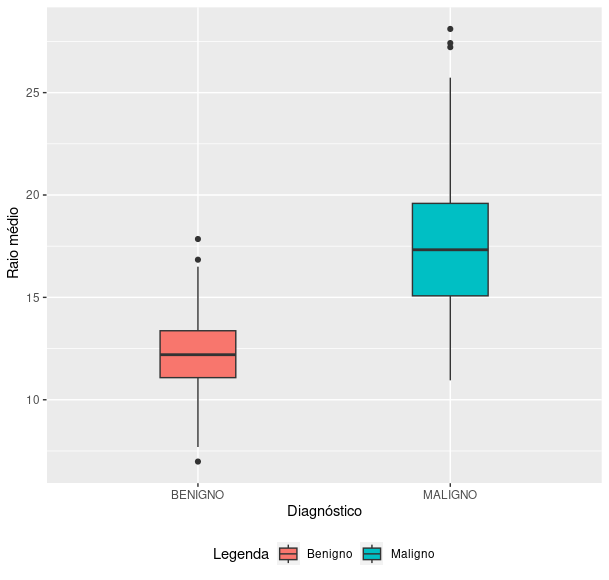 Raio médio
25
20
15
10
BENIGNO
MALIGNO
Diagnóstico
Legenda
Benigno
Maligno